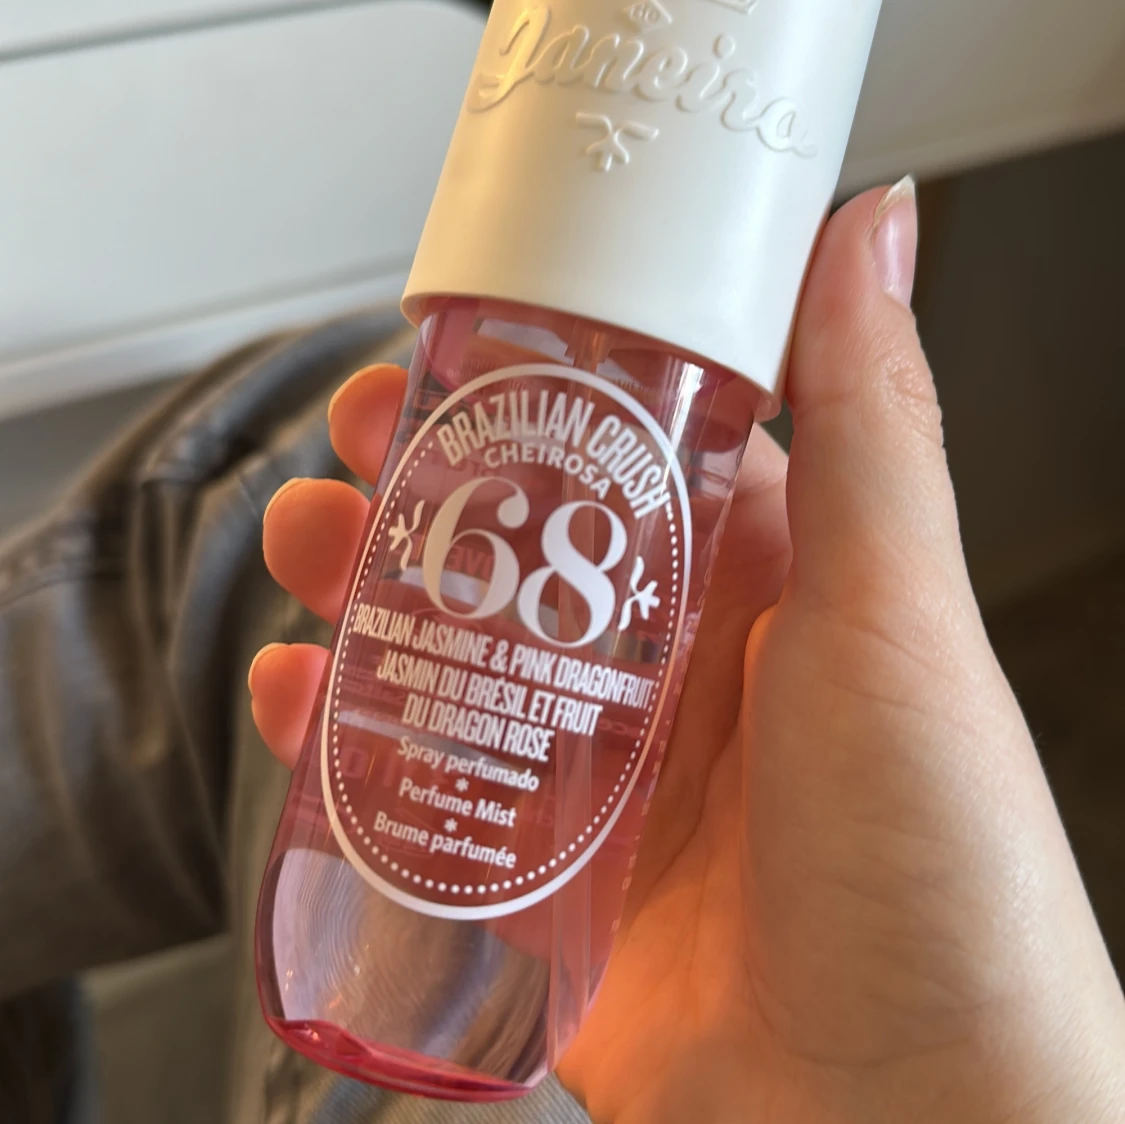 de
Janeiro
BRAZILIAN CRUSH
CHEIROSA
68
BRAZILIAN JASMINE & PINK DRAGONFRUIT
JASMIN DU BRÉSIL ET FRUIT
DU DRAGON ROSE
Spray perfumado
*
Perfume Mist
*
Brume parfumée